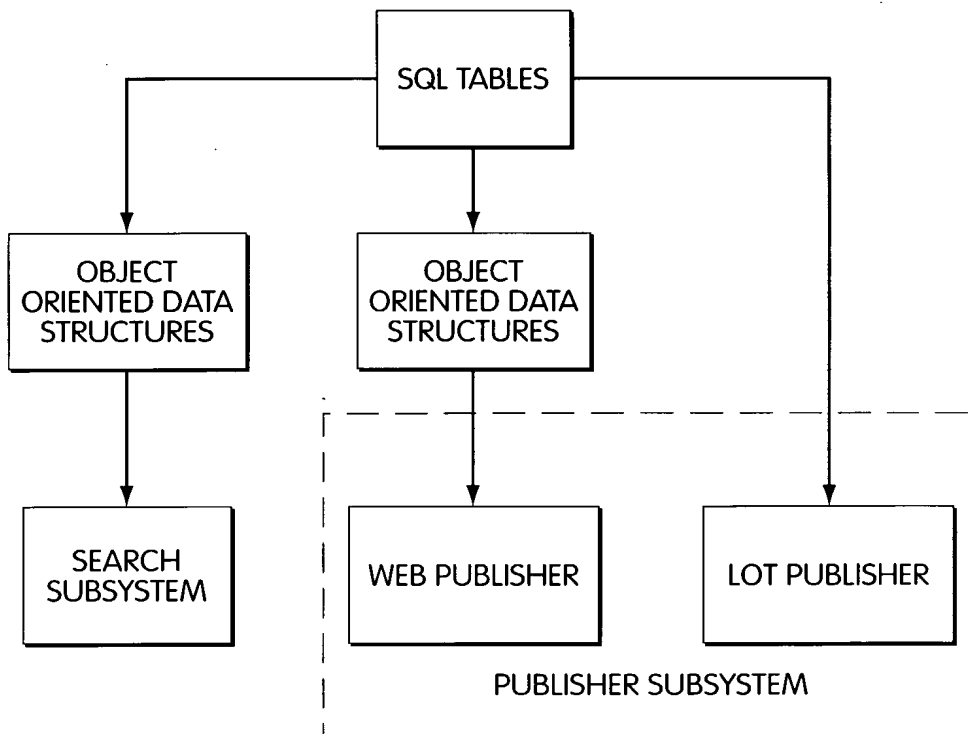 SQL TABLES
OBJECT
ORIENTED DATA
STRUCTURES
OBJECT
ORIENTED DATA
STRUCTURES
SEARCH
SUBSYSTEM
WEB PUBLISHER
LOT PUBLISHER
PUBLISHER SUBSYSTEM